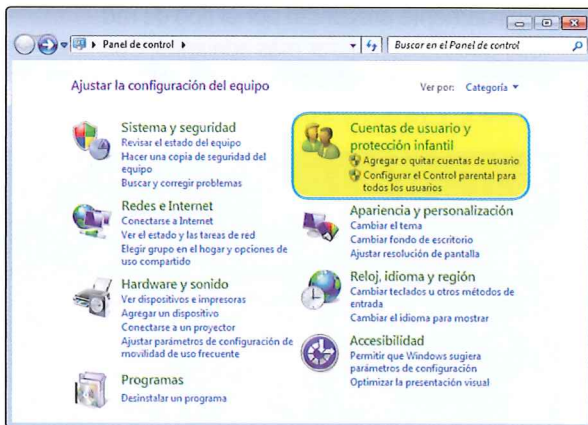 Panel de control
Buscar en el Panel de control
Ajustar la configuración del equipo
Ver por: Categoría
Sistema y seguridad
Revisar el estado del equipo
Hacer una copia de seguridad del
equipo
Buscar y corregir problemas
Redes e Internet
Conectarse a Internet
Ver el estado y las tareas de red
Elegir grupo en el hogar y opciones de
uso compartido
Hardware y sonido
Ver dispositivos e impresoras
Agregar un dispositivo
Conectarse a un proyector
Ajustar parámetros de configuración de
movilidad de uso frecuente
Programas
Desinstalar un programa
Cuentas de usuario y
protección infantil
Agregar o quitar cuentas de usuario
Configurar el Control parental para
todos los usuarios
Apariencia y personalización
Cambiar el tema
Cambiar fondo de escritorio
Ajustar resolución de pantalla
Reloj, idioma y región
Cambiar teclados u otros métodos de
entrada
Cambiar el idioma para mostrar
Accesibilidad
Permitir que Windows sugiera
parámetros de configuración
Optimizar la presentación visual